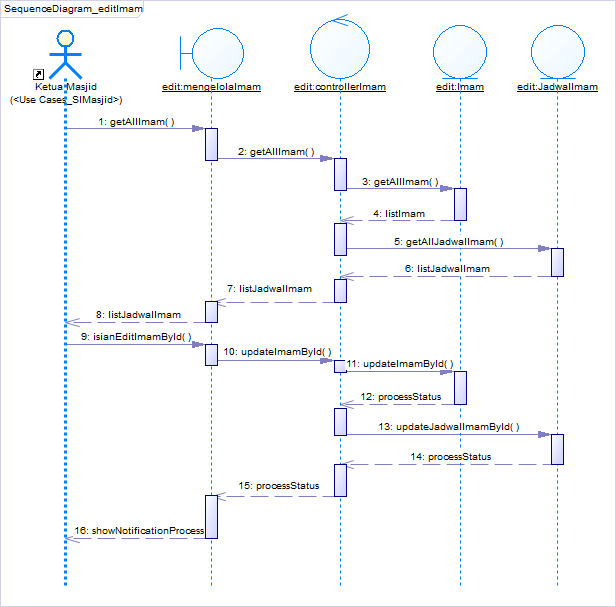 SequenceDiagram_editImam
Ketua Masjid
(<Use Cases_SIMasjid>)
edit:mengelolaImam
edit:controllerImam
edit:Imam
edit:JadwalImam
1: getAllImam( )
2: getAllImam( )
3: getAllImam( )
4: listImam
5: getAllJadwalImam( )
6: listJadwalImam
7: listJadwalImam
8: listJadwalImam
9: isianEditImamById( )
10: updateImamById( )
11: updateImamById( )
12: processStatus
13: updateJadwalImamById( )
14: processStatus
15: processStatus
16: showNotificationProcess